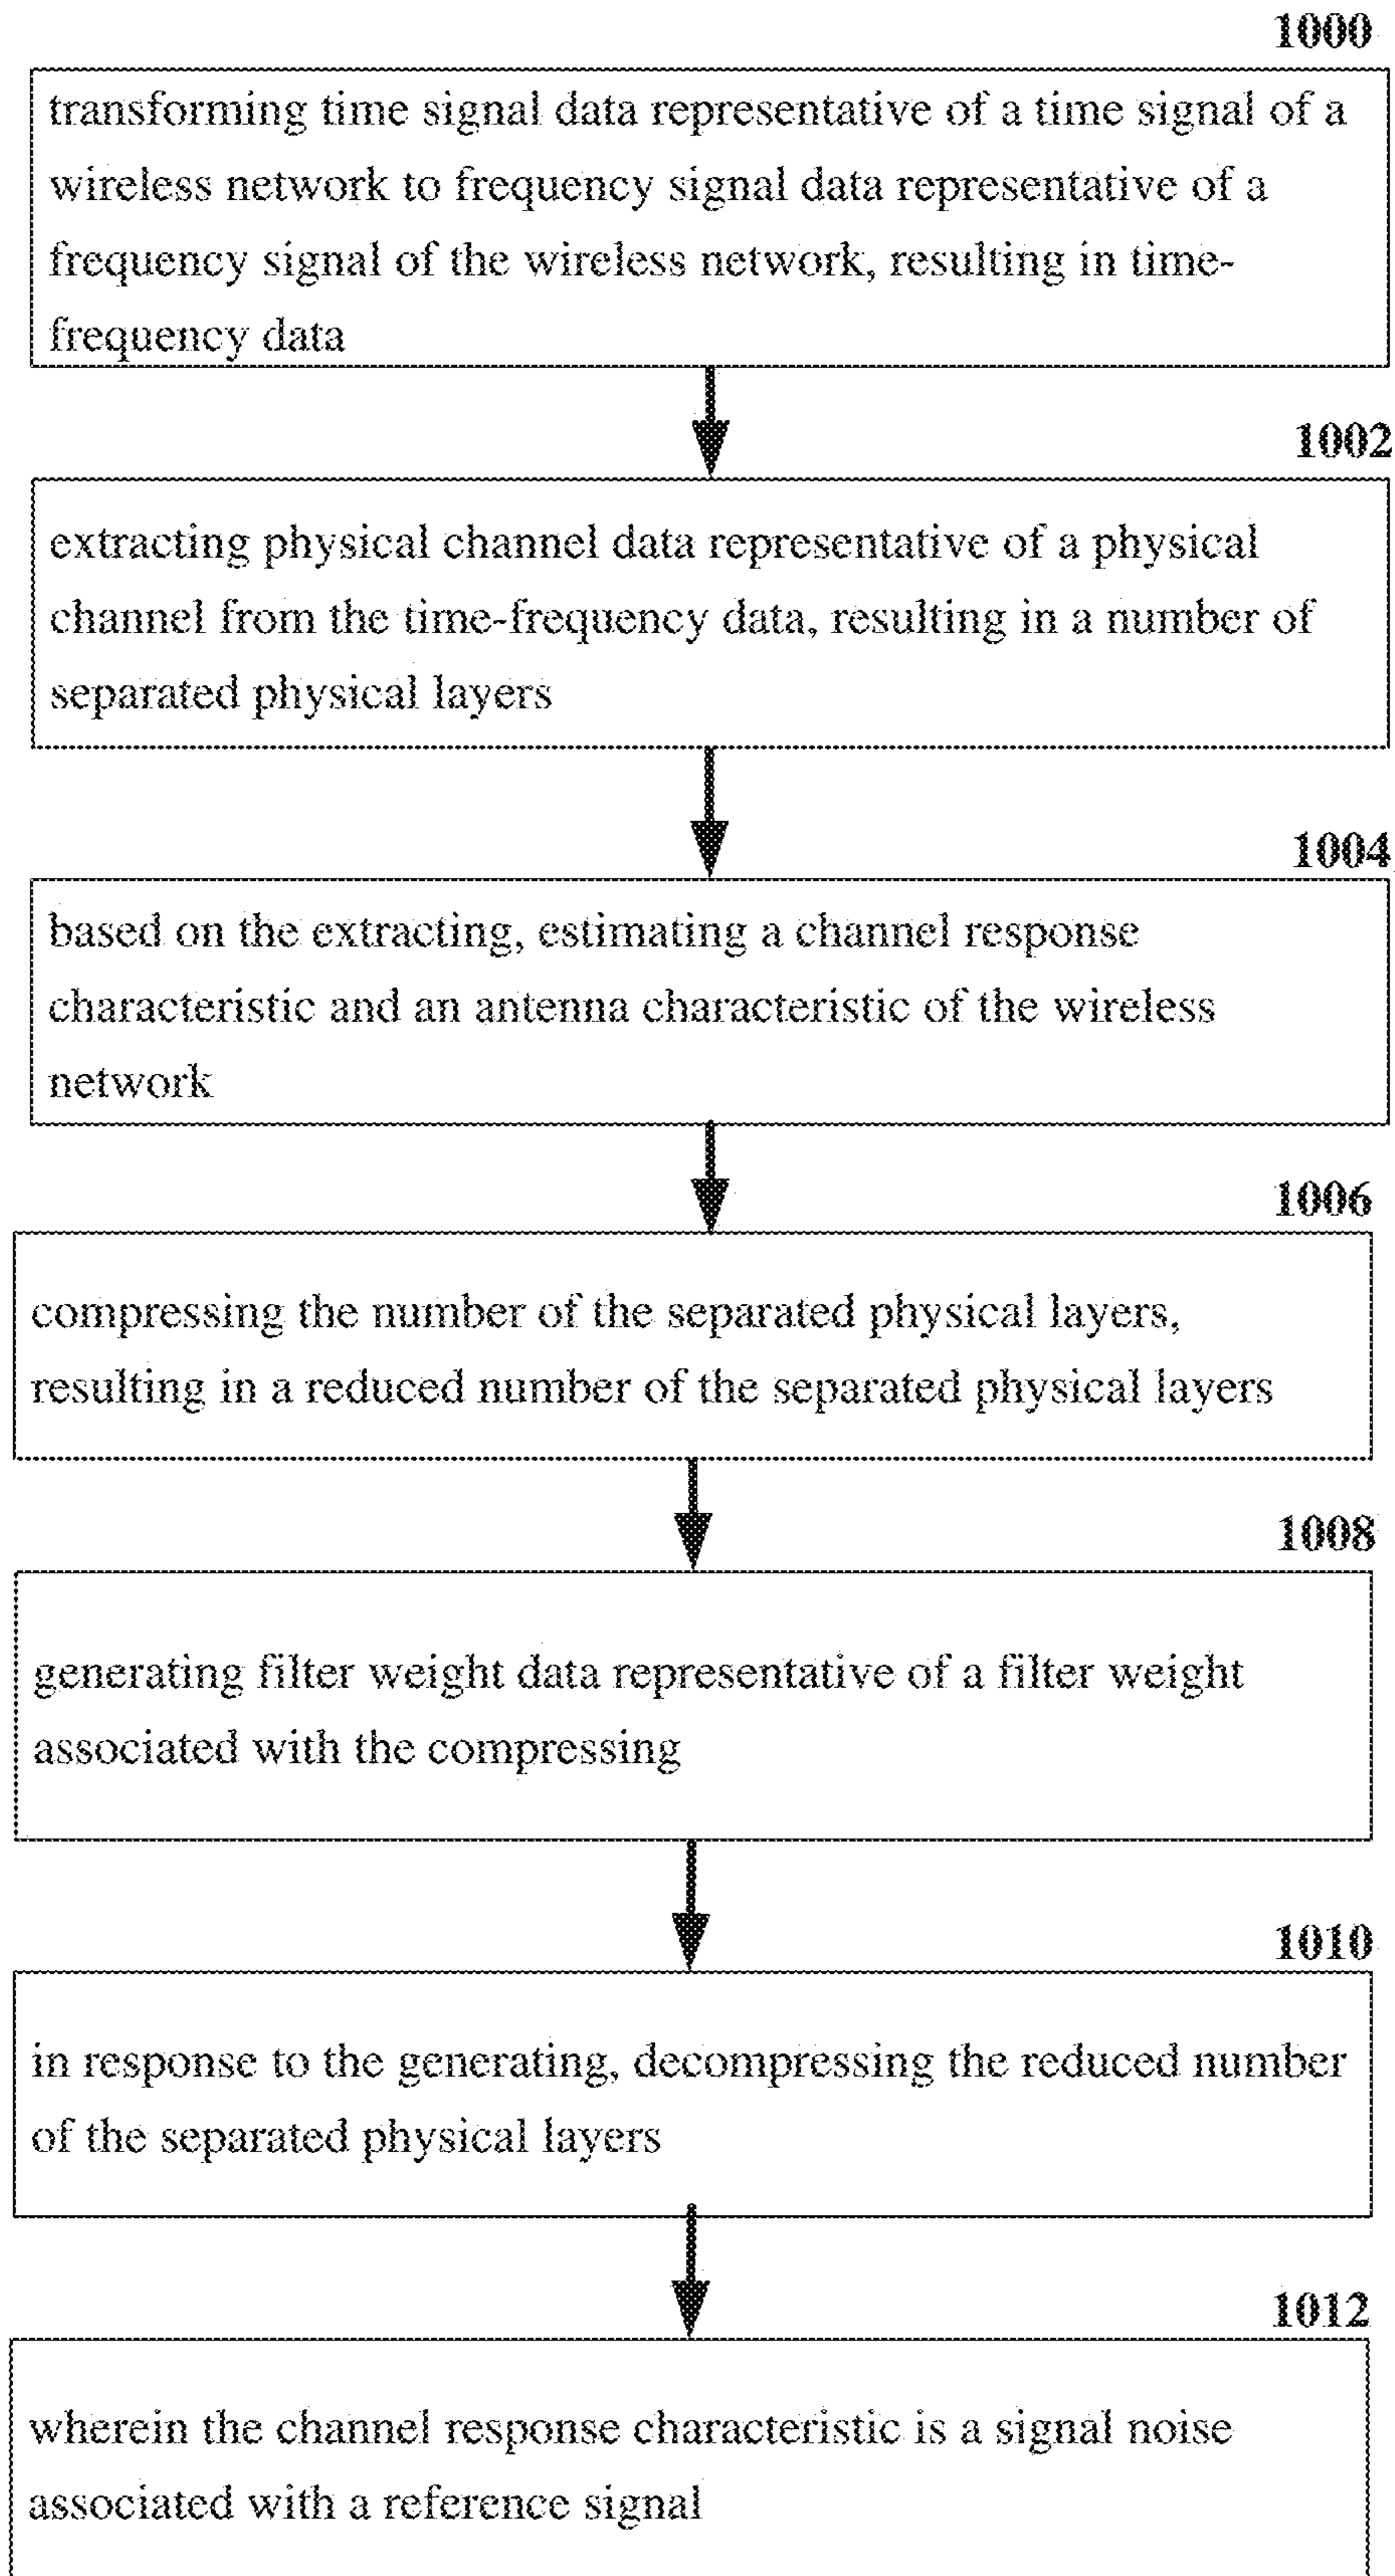 1000
transforming time signal data representative of a time signal of a
wireless network to frequency signal data representative of a
frequency signal of the wireless network, resulting in time-
frequency data
1002
extracting physical channel data representative of a physical
channel from the time-frequency data, resulting in a number of
separated physical layers
1004
based on the extracting, estimating a channel response
characteristic and an antenna characteristic of the wireless
network
1006
compressing the number of the separated physical layers,
resulting in a reduced number of the separated physical layers
1008
generating filter weight data representative of a filter weight
associated with the compressing
1010
in response to the generating, decompressing the reduced number
of the separated physical layers
1012
wherein the channel response characteristic is a signal noise
associated with a reference signal